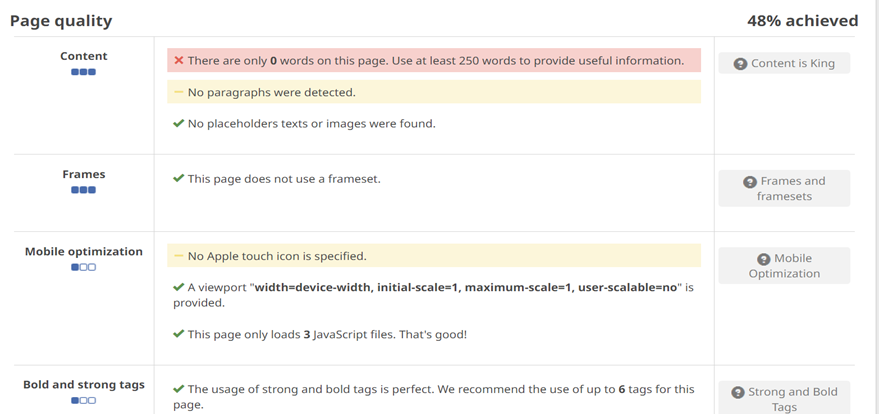 Page quality
48% achieved
Content
There are only 0 words on this page. Use at least 250 words to provide useful information.
No paragraphs were detected.
No placeholders texts or images were found.
Content is King
Frames
This page does not use a frameset.
Frames and
framesets
Mobile optimization
No Apple touch icon is specified.
A viewport "width=device-width, initial-scale=1, maximum-scale=1, user-scalable=no" is
provided.
This page only loads 3 JavaScript files. That's good!
Mobile
Optimization
Bold and strong tags
The usage of strong and bold tags is perfect. We recommend the use of up to 6 tags for this
page.
Strong and Bold
Tags